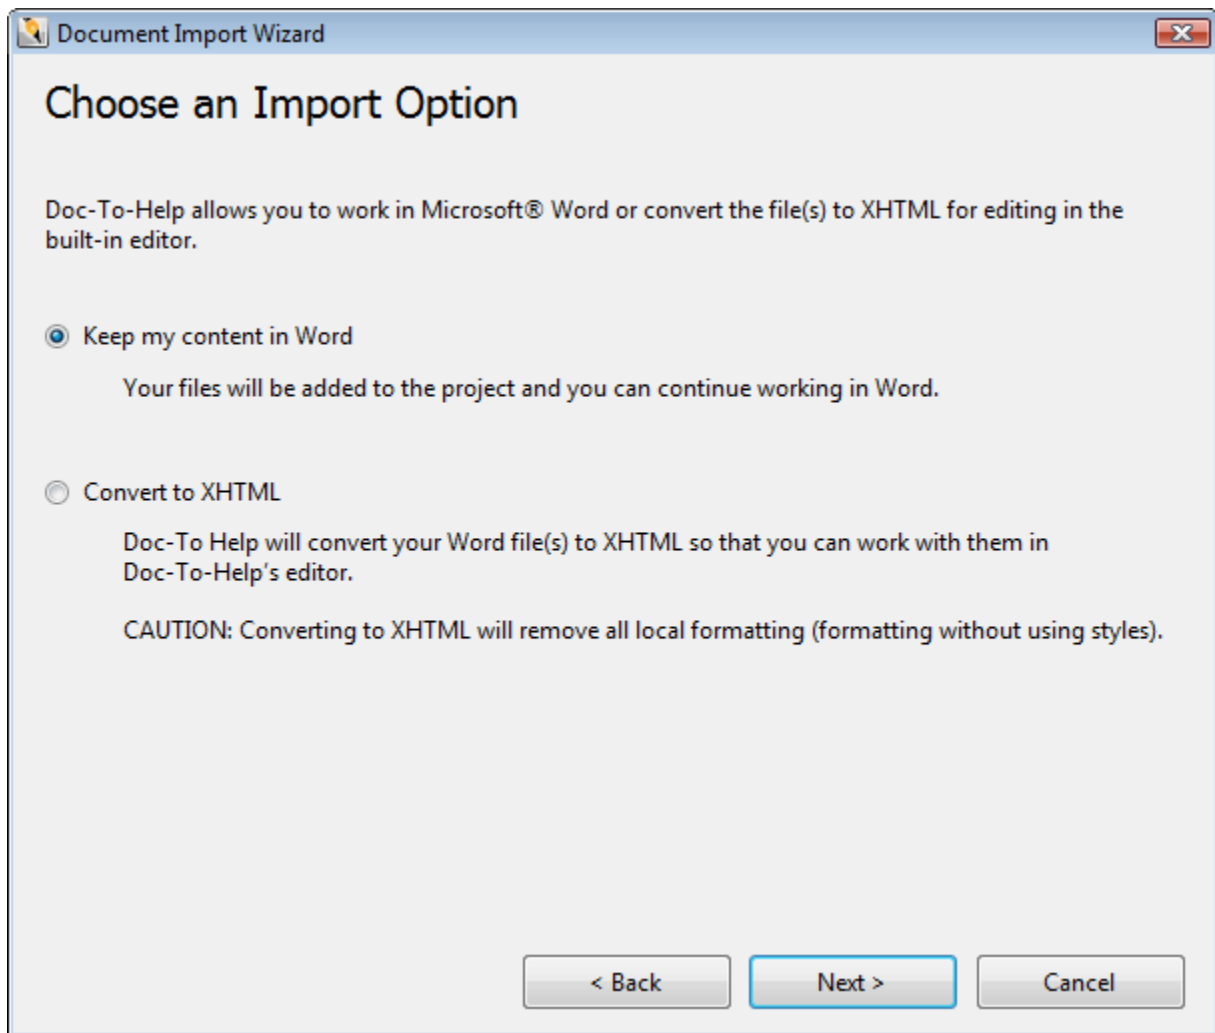 Document Import Wizard
Choose an Import Option
Doc-To-Help allows you to work in Microsoft® Word or convert the file(s) to XHTML for editing in the
built-in editor.
Keep my content in Word
Your files will be added to the project and you can continue working in Word.
Convert to XHTML
Doc-To Help will convert your Word file(s) to XHTML so that you can work with them in
Doc-To-Help's editor.
CAUTION: Converting to XHTML will remove all local formatting (formatting without using styles).
< Back
Next >
Cancel